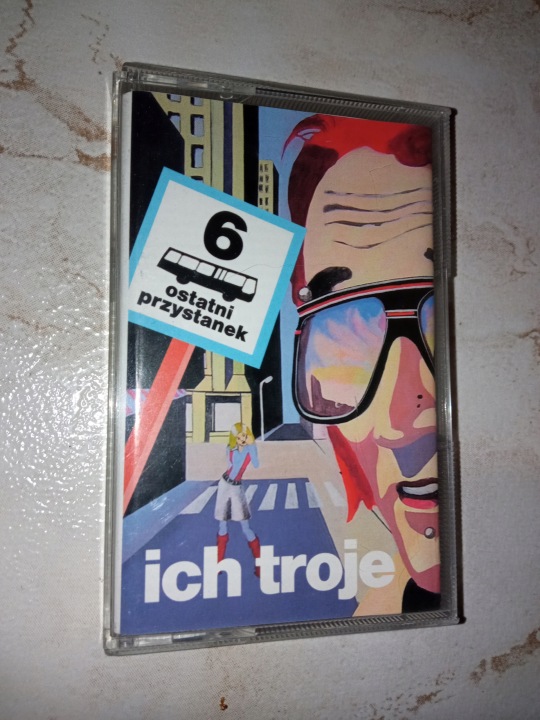 6
ostatni
przystanek
ich troje